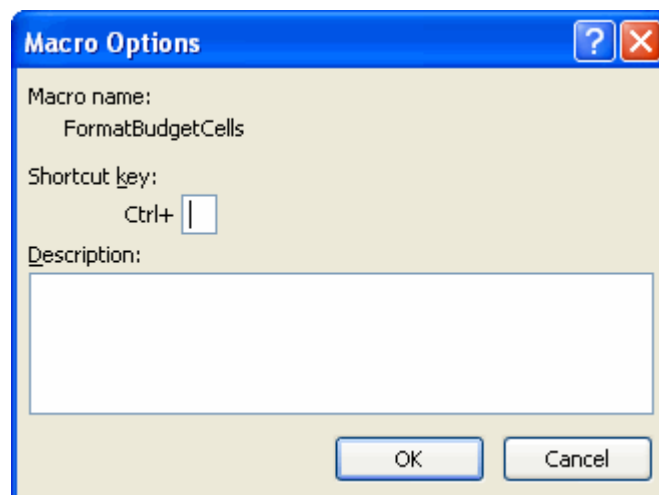 Macro Options
?
Macro name:
FormatBudgetCells
Shortcut key:
Ctrl+
Description:
OK Cancel